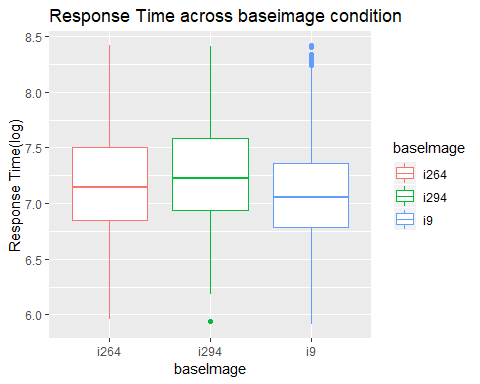 Response Time across baseimage condition
8.5
8.0
7.5
7.0
6.5
6.0
Response Time(log)
i264
i294
i9
baseImage
baseImage
i264
i294
i9